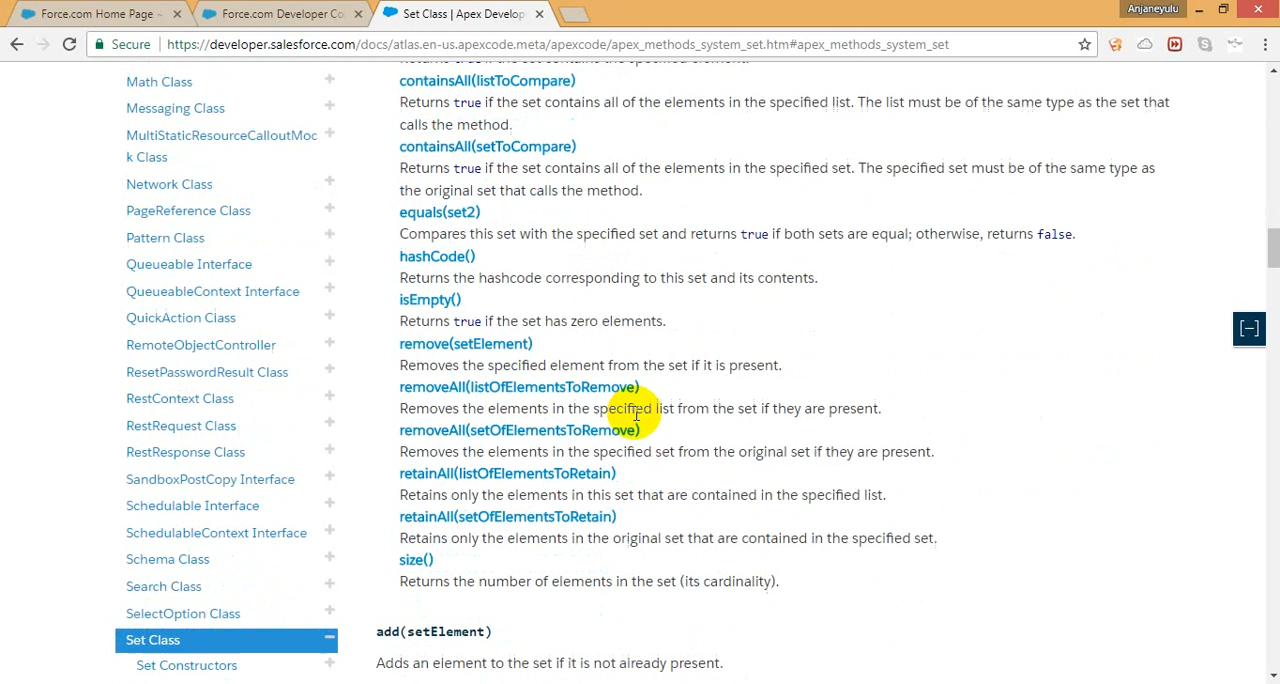 Force.com Home Page ~
Force.com Developer Co
Set Class | Apex Develop
Anjaneyulu
Secure
https://developer.salesforce.com/docs/atlas.en-us.apexcode.meta/apexcode/apex_methods_system_set.htm#apex_methods_system_set
Math Class
Messaging Class
MultiStaticResourceCalloutMoc
k Class
Network Class
PageReference Class
Pattern Class
Queueable Interface
QueueableContext Interface
QuickAction Class
RemoteObjectController
ResetPasswordResult Class
RestContext Class
RestRequest Class
RestResponse Class
SandboxPostCopy Interface
Schedulable Interface
SchedulableContext Interface
Schema Class
Search Class
SelectOption Class
Set Class
Set Constructors
Returns true if the set contains the specified element.
containsAll(listToCompare)
Returns true if the set contains all of the elements in the specified list. The list must be of the same type as the set that
calls the method.
containsAll(setToCompare)
Returns true if the set contains all of the elements in the specified set. The specified set must be of the same type as
the original set that calls the method.
equals(set2)
Compares this set with the specified set and returns true if both sets are equal; otherwise, returns false.
hashCode()
Returns the hashcode corresponding to this set and its contents.
isEmpty()
Returns true if the set has zero elements.
remove(setElement)
Removes the specified element from the set if it is present.
removeAll(listOfElementsToRemove)
Removes the elements in the specified list from the set if they are present.
removeAll(setOfElementsToRemove)
Removes the elements in the specified set from the original set if they are present.
retainAll(listOfElementsToRetain)
Retains only the elements in this set that are contained in the specified list.
retainAll(setOfElementsToRetain)
Retains only the elements in the original set that are contained in the specified set.
size()
Returns the number of elements in the set (its cardinality).
add(setElement)
Adds an element to the set if it is not already present.